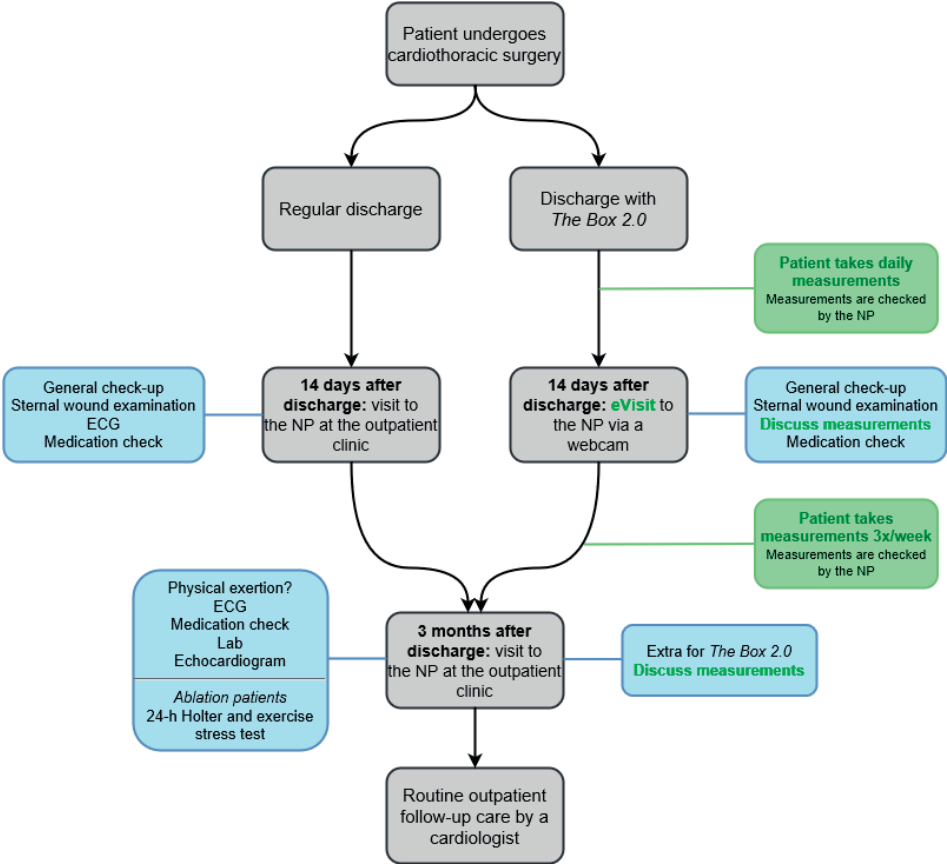 Patient undergoes
cardiothoracic surgery
Regular discharge
Discharge with
The Box 2.0
Patient takes daily
measurements
Measurements are checked
by the NP
General check-up
Sternal wound examination
ECG
Medication check
14 days after
discharge: visit to
the NP at the outpatient
clinic
14 days after
discharge: eVisit to
the NP via a
webcam
General check-up
Sternal wound examination
Discuss measurements
Medication check
Patient takes
measurements 3x/week
Measurements are checked
by the NP
Physical exertion?
ECG
Medication check
Lab
Echocardiogram
Ablation patients
24-h Holter and exercise
stress test
3 months after
discharge: visit to
the NP at the outpatient
clinic
Extra for The Box 2.0
Discuss measurements
Routine outpatient
follow-up care by a
cardiologist